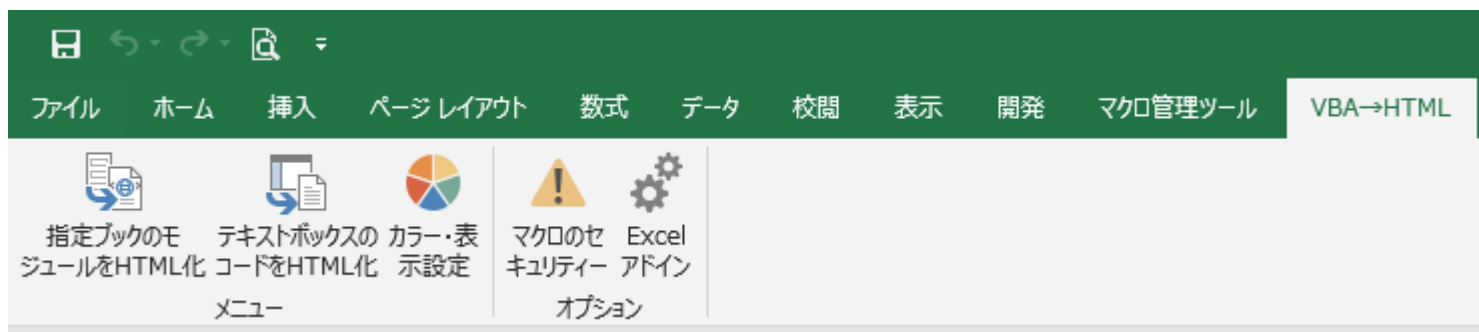 ファイル ホーム 挿入 ページ レイアウト 数式 データ 校閲 表示 開発 マクロ管理ツール VBA→HTML
指定ブックのモ テキストボックスの カラー・表 マクロのセ Excel
ジュールをHTML化 コードをHTML化 示設定 キュリティー アドイン
メニュー オプション